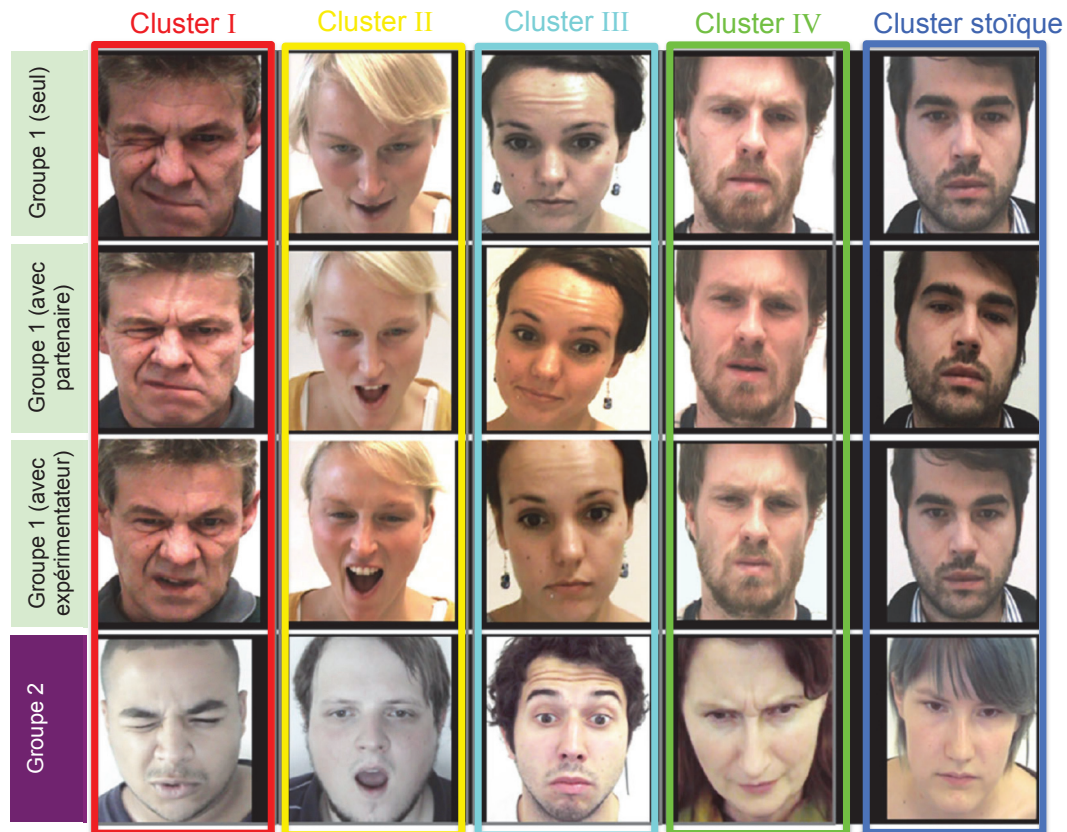 Cluster I
Cluster II
Cluster III
Cluster IV
Cluster stoïque
Groupe 1 (seul)
Groupe 1 (avec
partenaire)
Groupe 1 (avec
expérimentateur)
Groupe 2